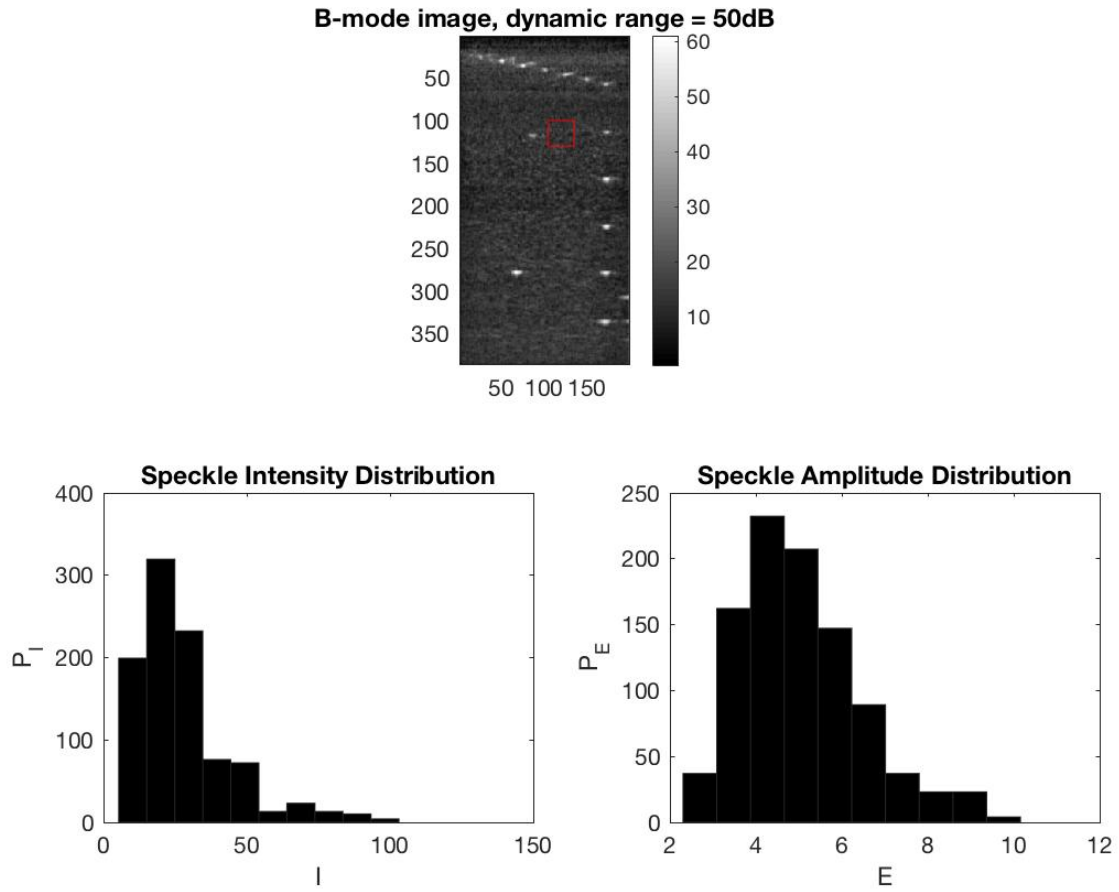 B-mode image, dynamic range = 50dB
50
100
150
200
250
300
350
50 100 150
60
50
40
30
20
10
Speckle Intensity Distribution
400
300
200
100
0
0 50 100 150
P_I
I
Speckle Amplitude Distribution
250
200
150
100
50
0
2 4 6 8 10 12
P_E
E